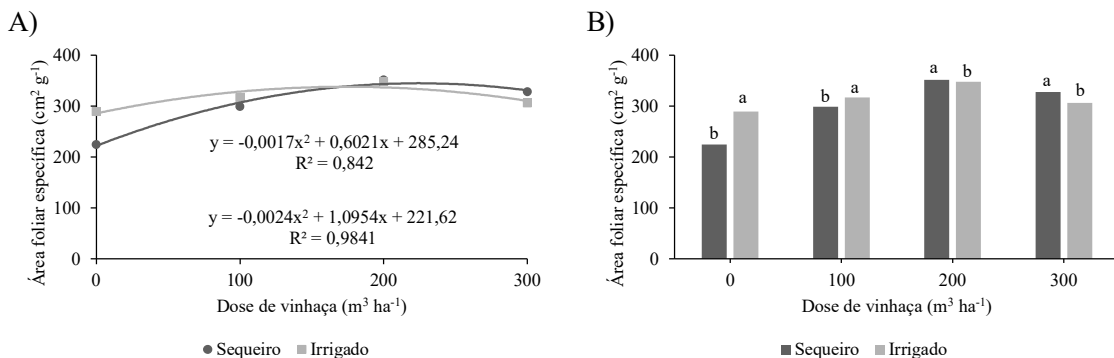 A)
Área foliar específica (cm² g⁻¹)
400
300
200
100
0
y = -0,0017x² + 0,6021x + 285,24
R² = 0,842
y = -0,0024x² + 1,0954x + 221,62
R² = 0,9841
0 100 200 300
Dose de vinhaça (m³ ha⁻¹)
Sequeiro Irrigado
B)
Área foliar específica (cm² g⁻¹)
400
300
200
100
0
b a b a a b a b
0 100 200 300
Dose de vinhaça (m³ ha⁻¹)
Sequeiro Irrigado